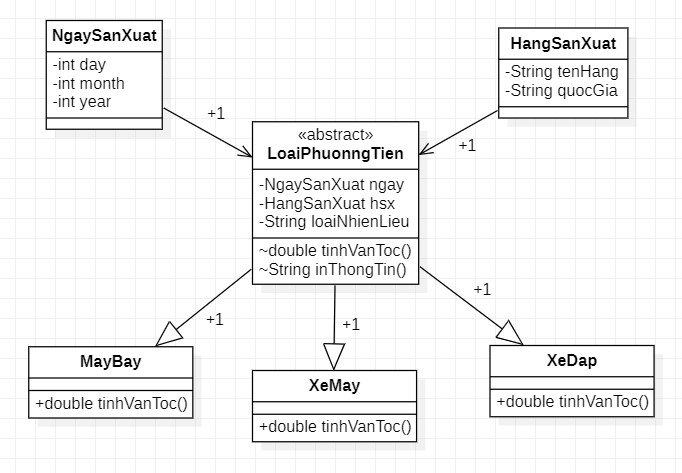 NgaySanXuat
-int day
-int month
-int year
HangSanXuat
-String tenHang
-String quocGia
+1
+1
«abstract»
LoaiPhuonngTien
-NgaySanXuat ngay
-HangSanXuat hsx
-String loaiNhienLieu
~double tinhVanToc()
~String inThongTin()
+1
+1
+1
MayBay
+double tinhVanToc()
XeMay
+double tinhVanToc()
XeDap
+double tinhVanToc()